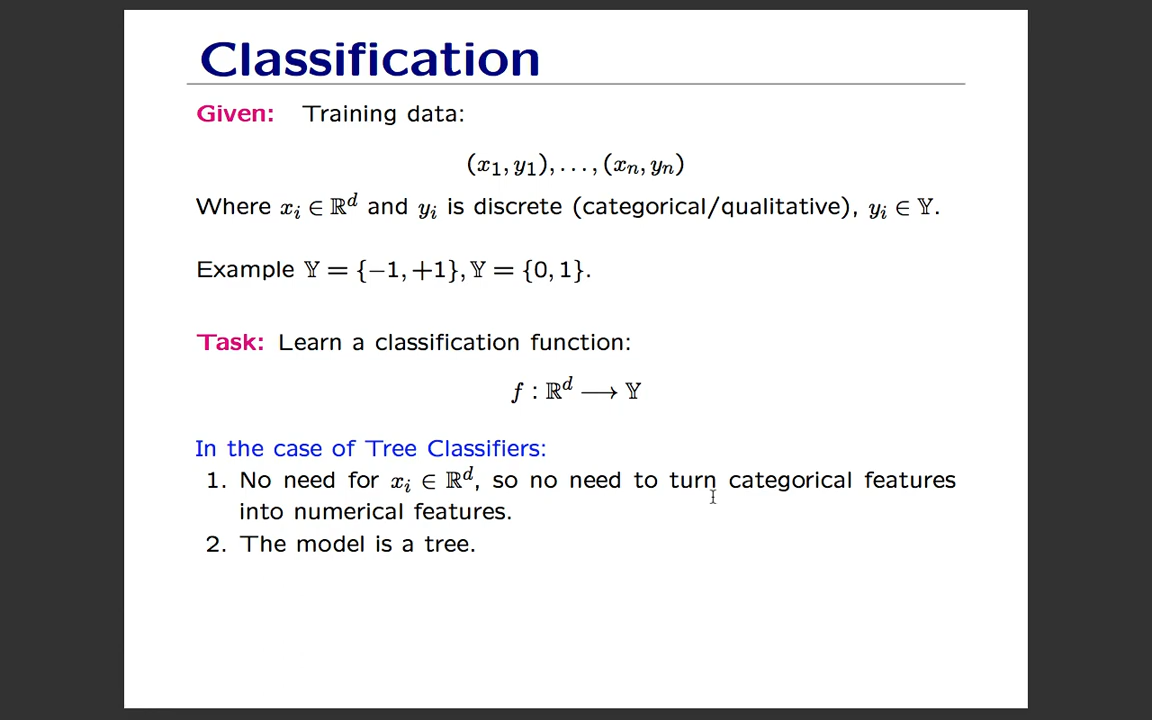 Classification
Given: Training data:
(x₁, y₁), . . . , (xₙ, yₙ)
Where xᵢ ∈ ℝᵈ and yᵢ is discrete (categorical/qualitative), yᵢ ∈ 𝕐.
Example 𝕐 = {−1, +1}, 𝕐 = {0, 1}.
Task: Learn a classification function:
f : ℝᵈ ⟶ 𝕐
In the case of Tree Classifiers:
1. No need for xᵢ ∈ ℝᵈ, so no need to turn categorical features
into numerical features.
2. The model is a tree.